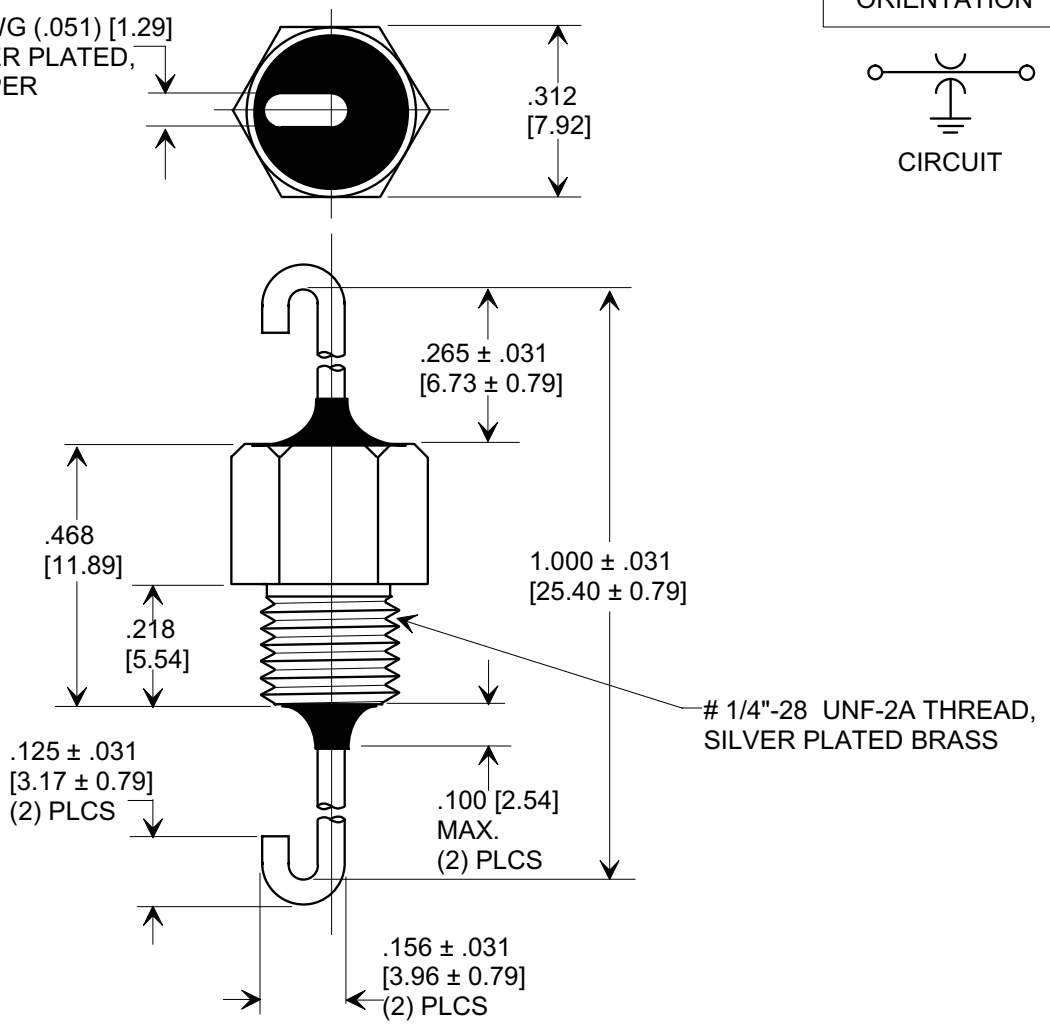 (.051) [1.29]
PLATED,
ORIENTATION
CIRCUIT
.312
[7.92]
.265 ± .031
[6.73 ± 0.79]
.468
[11.89]
1.000 ± .031
[25.40 ± 0.79]
.218
[5.54]
# 1/4"-28 UNF-2A THREAD,
SILVER PLATED BRASS
.125 ± .031
[3.17 ± 0.79]
(2) PLCS
.100 [2.54]
MAX.
(2) PLCS
.156 ± .031
[3.96 ± 0.79]
(2) PLCS